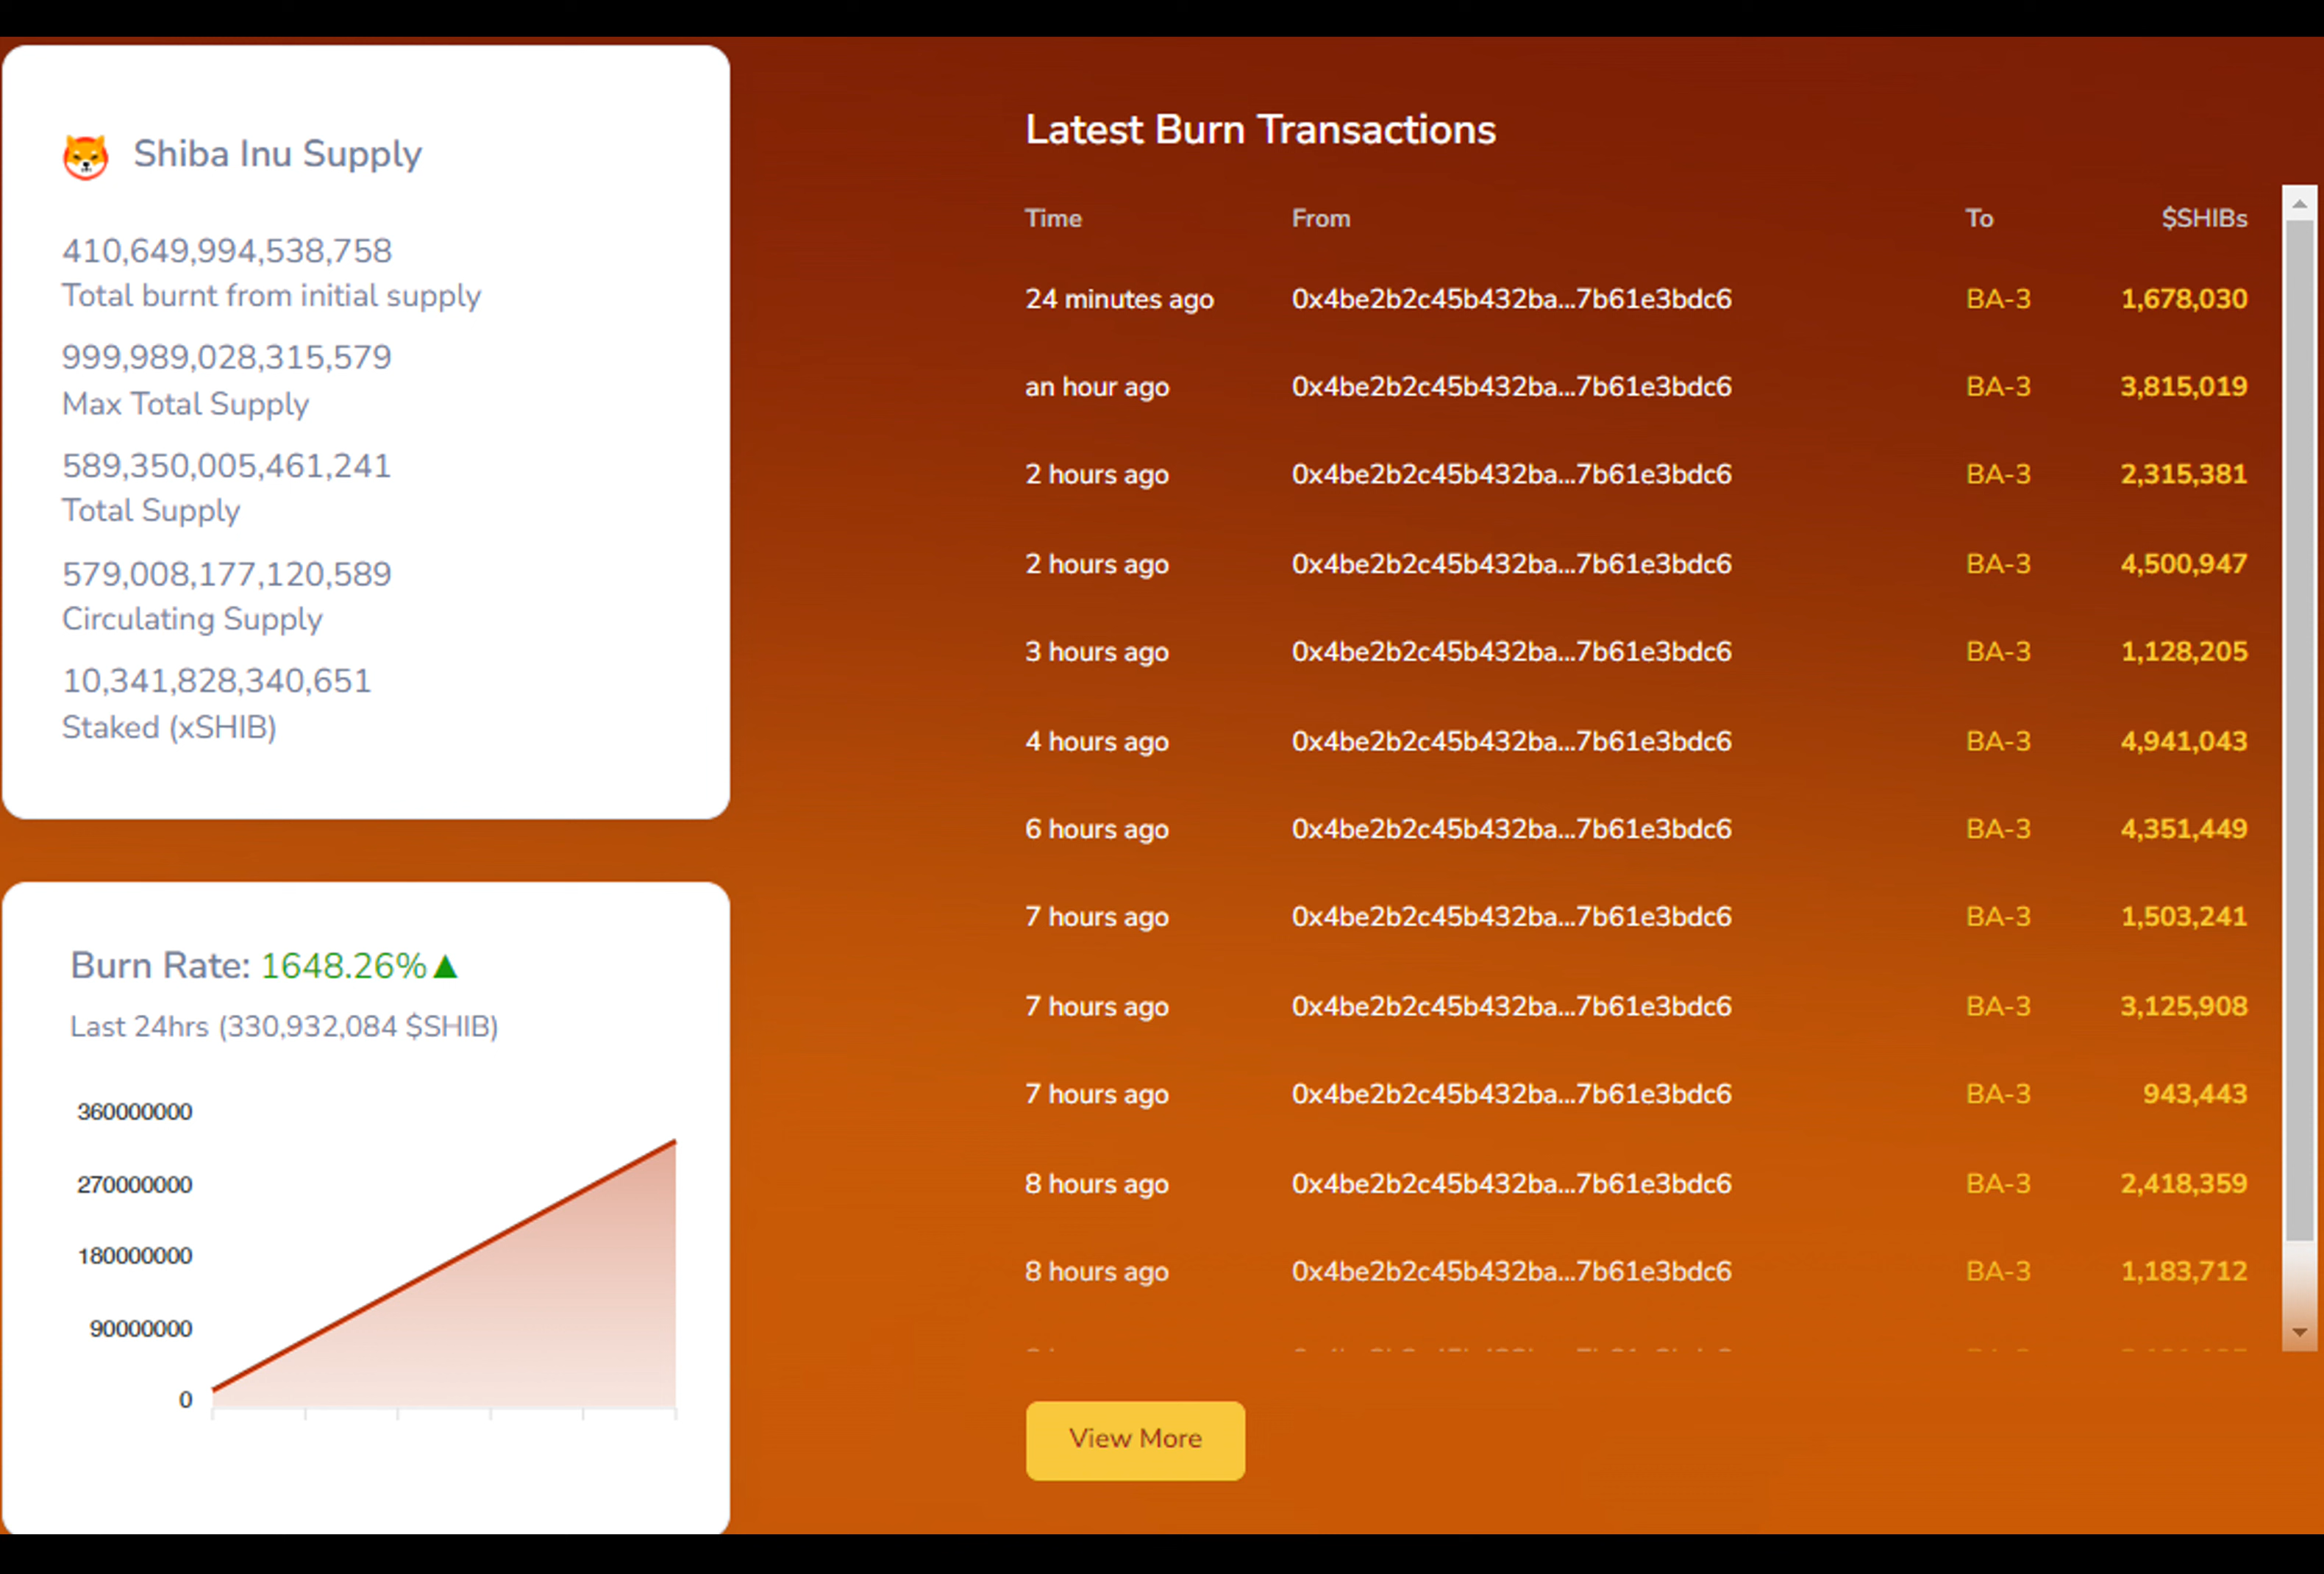 Shiba Inu Supply
410,649,994,538,758
Total burnt from initial supply
999,989,028,315,579
Max Total Supply
589,350,005,461,241
Total Supply
579,008,177,120,589
Circulating Supply
10,341,828,340,651
Staked (xSHIB)
Burn Rate: 1648.26%▲
Last 24hrs (330,932,084 $SHIB)
360000000
270000000
180000000
90000000
0
Latest Burn Transactions
Time From To $SHIBs
24 minutes ago 0x4be2b2c45b432ba...7b61e3bdc6 BA-3 1,678,030
an hour ago 0x4be2b2c45b432ba...7b61e3bdc6 BA-3 3,815,019
2 hours ago 0x4be2b2c45b432ba...7b61e3bdc6 BA-3 2,315,381
2 hours ago 0x4be2b2c45b432ba...7b61e3bdc6 BA-3 4,500,947
3 hours ago 0x4be2b2c45b432ba...7b61e3bdc6 BA-3 1,128,205
4 hours ago 0x4be2b2c45b432ba...7b61e3bdc6 BA-3 4,941,043
6 hours ago 0x4be2b2c45b432ba...7b61e3bdc6 BA-3 4,351,449
7 hours ago 0x4be2b2c45b432ba...7b61e3bdc6 BA-3 1,503,241
7 hours ago 0x4be2b2c45b432ba...7b61e3bdc6 BA-3 3,125,908
7 hours ago 0x4be2b2c45b432ba...7b61e3bdc6 BA-3 943,443
8 hours ago 0x4be2b2c45b432ba...7b61e3bdc6 BA-3 2,418,359
8 hours ago 0x4be2b2c45b432ba...7b61e3bdc6 BA-3 1,183,712
View More